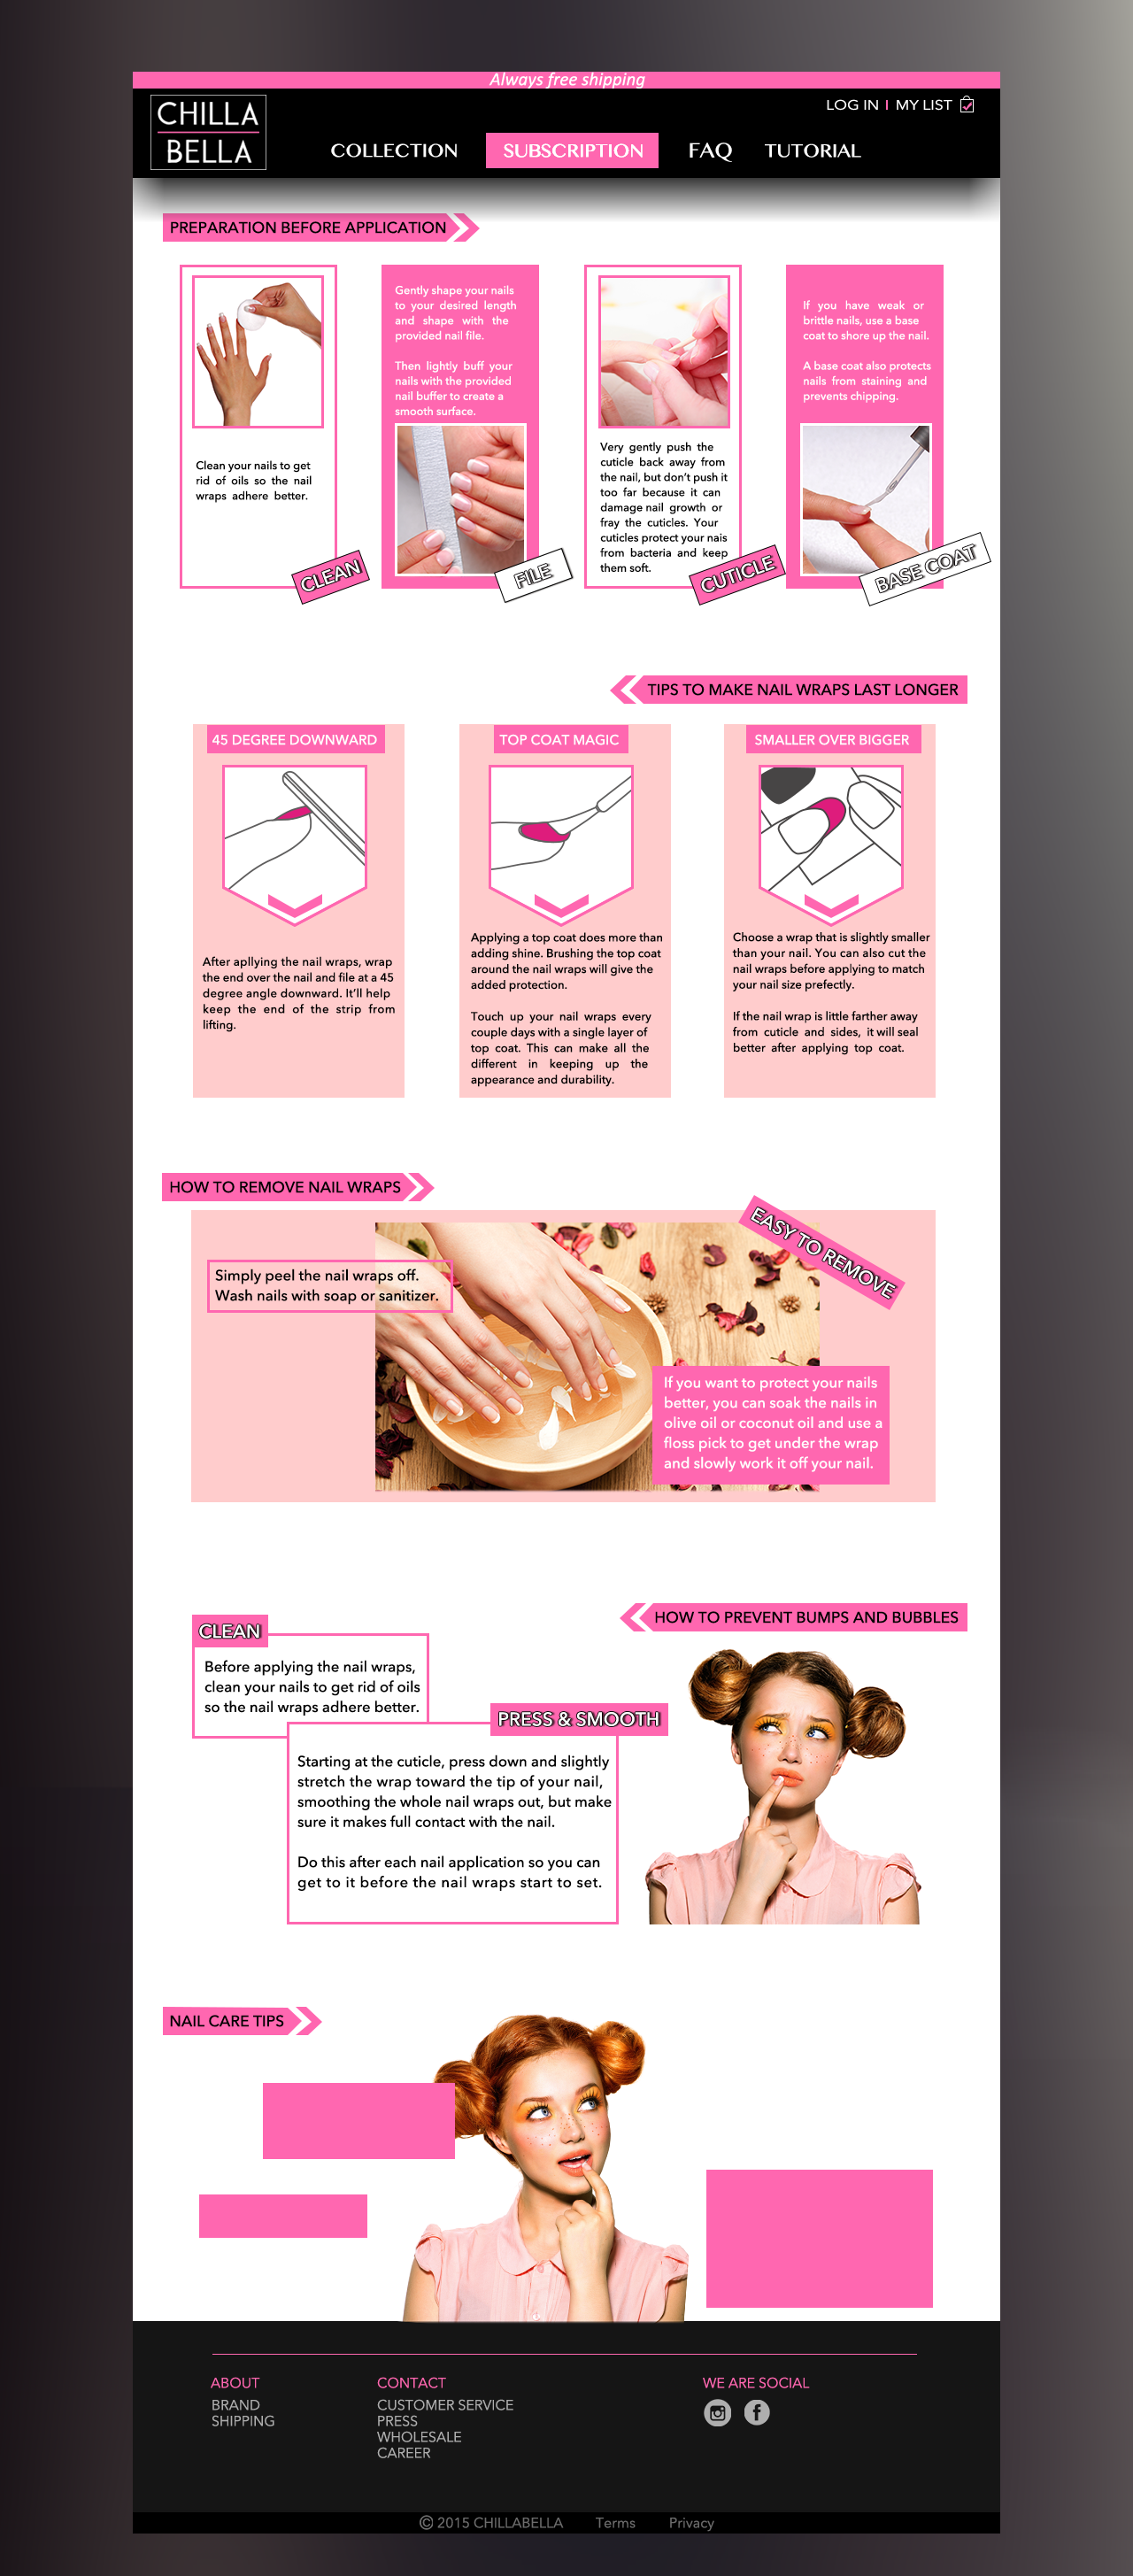 Always free shipping
CHILLA
BELLA
LOG IN I MY LIST
COLLECTION SUBSCRIPTION FAQ TUTORIAL
PREPARATION BEFORE APPLICATION
Clean your nails to get
rid of oils so the nail
wraps adhere better.
CLEAN
Gently shape your nails
to your desired length
and shape with the
provided nail file.
Then lightly buff your
nails with the provided
nail buffer to create a
smooth surface.
FILE
Very gently push the
cuticle back away from
the nail, but don't push it
too far because it can
damage nail growth or
fray the cuticles. Your
cuticles protect your nais
from bacteria and keep
them soft.
CUTICLE
If you have weak or
brittle nails, use a base
coat to shore up the nail.
A base coat also protects
nails from staining and
prevents chipping.
BASE COAT
TIPS TO MAKE NAIL WRAPS LAST LONGER
45 DEGREE DOWNWARD
After apllying the nail wraps, wrap
the end over the nail and file at a 45
degree angle downward. It'll help
keep the end of the strip from
lifting.
TOP COAT MAGIC
Applying a top coat does more than
adding shine. Brushing the top coat
around the nail wraps will give the
added protection.
Touch up your nail wraps every
couple days with a single layer of
top coat. This can make all the
different in keeping up the
appearance and durability.
SMALLER OVER BIGGER
Choose a wrap that is slightly smaller
than your nail. You can also cut the
nail wraps before applying to match
your nail size prefectly.
If the nail wrap is little farther away
from cuticle and sides, it will seal
better after applying top coat.
HOW TO REMOVE NAIL WRAPS
EASY TO REMOVE
Simply peel the nail wraps off.
Wash nails with soap or sanitizer.
If you want to protect your nails
better, you can soak the nails in
olive oil or coconut oil and use a
floss pick to get under the wrap
and slowly work it off your nail.
HOW TO PREVENT BUMPS AND BUBBLES
CLEAN
Before applying the nail wraps,
clean your nails to get rid of oils
so the nail wraps adhere better.
PRESS & SMOOTH
Starting at the cuticle, press down and slightly
stretch the wrap toward the tip of your nail,
smoothing the whole nail wraps out, but make
sure it makes full contact with the nail.
Do this after each nail application so you can
get to it before the nail wraps start to set.
NAIL CARE TIPS
ABOUT
BRAND
SHIPPING
CONTACT
CUSTOMER SERVICE
PRESS
WHOLESALE
CAREER
WE ARE SOCIAL
© 2015 CHILLABELLA Terms Privacy